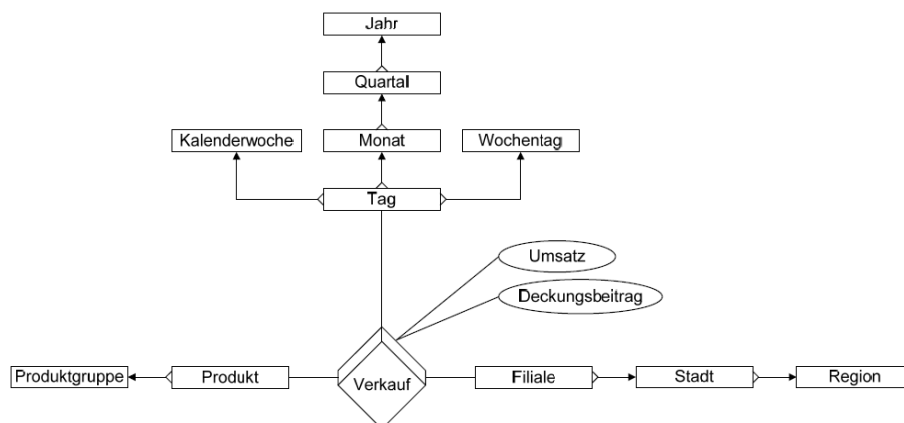 Jahr
Quartal
Kalenderwoche
Monat
Wochentag
Tag
Umsatz
Deckungsbeitrag
Produktgruppe
Produkt
Verkauf
Filiale
Stadt
Region